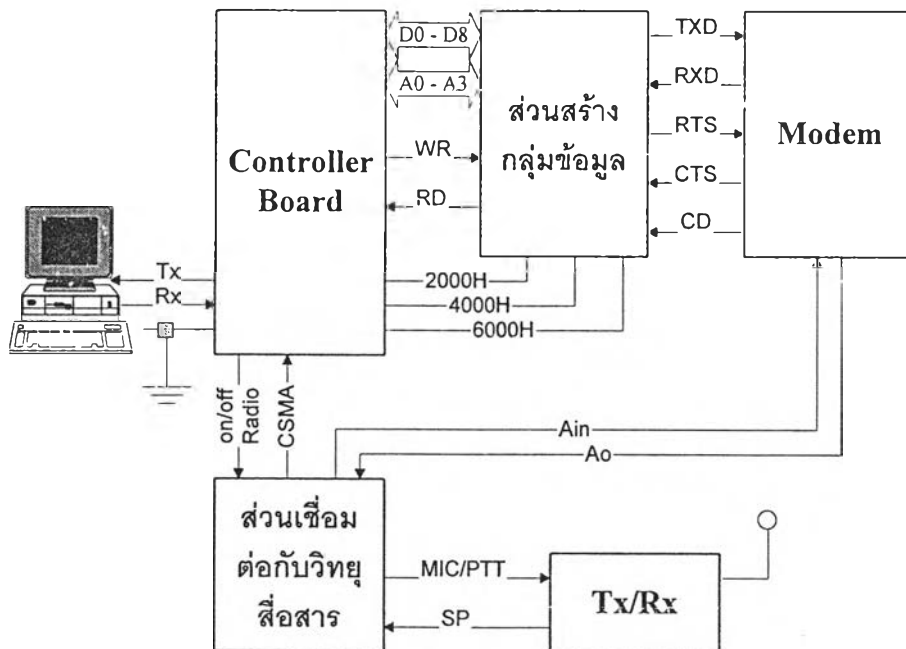 D0 - D8
A0 - A3
WR
RD
Controller
Board
ส่วนสร้าง
กลุ่มข้อมูล
TXD
RXD
RTS
CTS
CD
Modem
Tx
Rx
2000H
4000H
6000H
on/off
Radio
CSMA
Ain
Ao
ส่วนเชื่อม
ต่อกับวิทยุ
สื่อสาร
MIC/PTT
SP
Tx/Rx